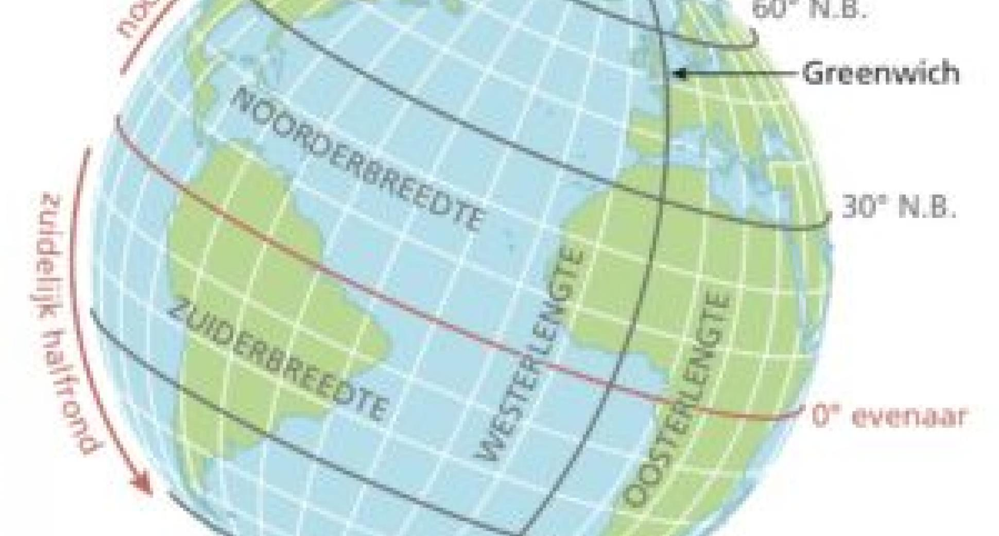 60° N.B.
Greenwich
NOORDERBREEDTE
30° N.B.
WESTERLENGTE
OOSTERLENGTE
ZUIDERBREEDTE
zuidelijk halfrond
0° evenaar